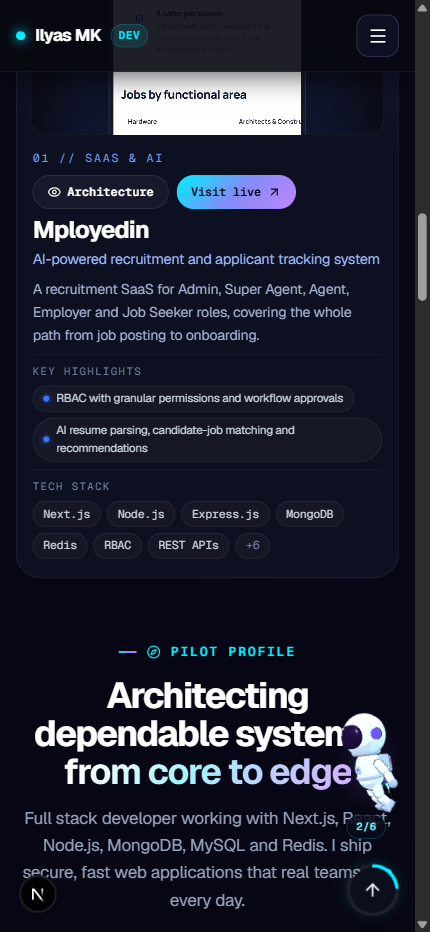 Ilyas MK DEV
A safer job search
Jobs by functional area
Hardware Architects & Constru
01 // SAAS & AI
Architecture Visit live
Mployedin
AI-powered recruitment and applicant tracking system
A recruitment SaaS for Admin, Super Agent, Agent,
Employer and Job Seeker roles, covering the whole
path from job posting to onboarding.
KEY HIGHLIGHTS
RBAC with granular permissions and workflow approvals
AI resume parsing, candidate-job matching and
recommendations
TECH STACK
Next.js Node.js Express.js MongoDB
Redis RBAC REST APIs +6
PILOT PROFILE
Architecting
dependable system
from core to edge
Full stack developer working with Next.js, React,
2/6
Node.js, MongoDB, MySQL and Redis. I ship
secure, fast web applications that real teams
N
every day.